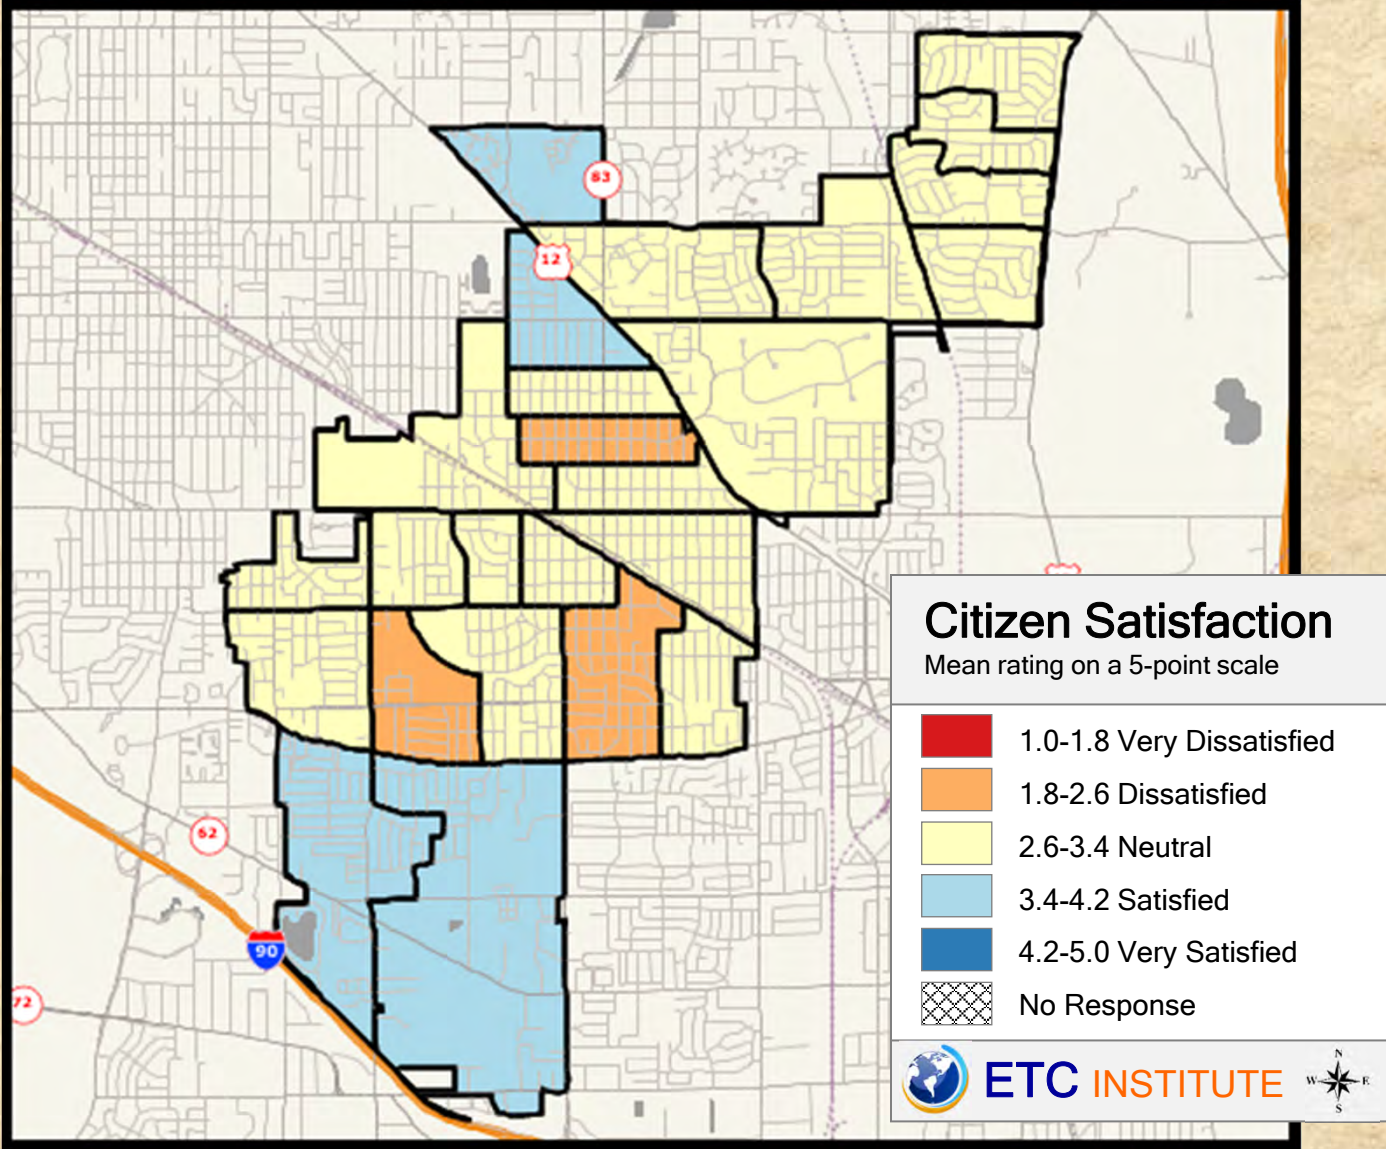 83
12
62
90
72
Citizen Satisfaction
Mean rating on a 5-point scale
1.0-1.8 Very Dissatisfied
1.8-2.6 Dissatisfied
2.6-3.4 Neutral
3.4-4.2 Satisfied
4.2-5.0 Very Satisfied
No Response
ETC INSTITUTE
N
W E
S